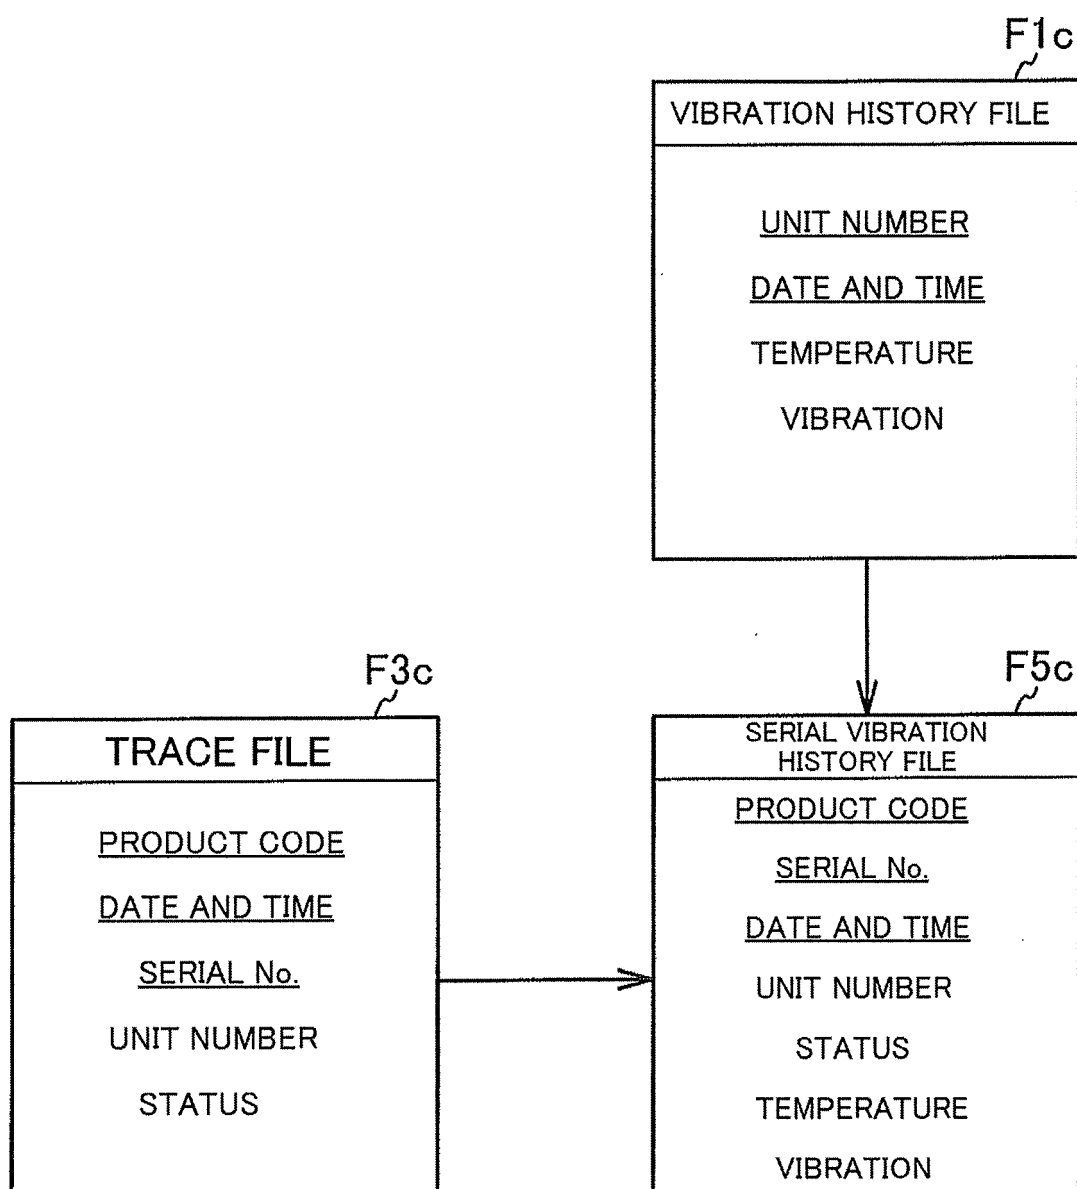 F1c
VIBRATION HISTORY FILE
UNIT NUMBER
DATE AND TIME
TEMPERATURE
VIBRATION
F3c
TRACE FILE
PRODUCT CODE
DATE AND TIME
SERIAL No.
UNIT NUMBER
STATUS
F5c
SERIAL VIBRATION
HISTORY FILE
PRODUCT CODE
SERIAL No.
DATE AND TIME
UNIT NUMBER
STATUS
TEMPERATURE
VIBRATION